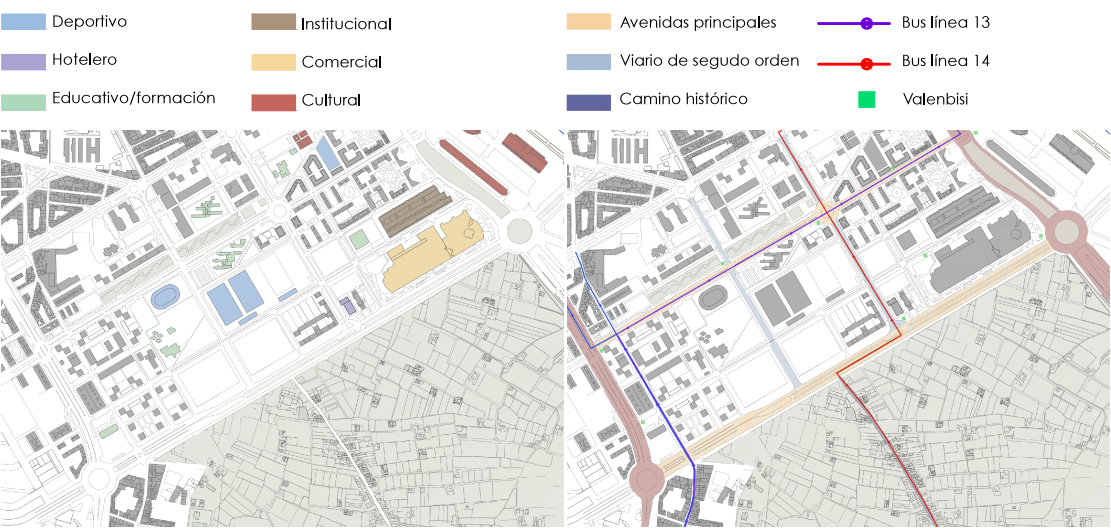 Deportivo
Hotelero
Educativo/formación
Institucional
Comercial
Cultural
Avenidas principales
Viario de segudo orden
Camino histórico
Bus línea 13
Bus línea 14
Valenbisi